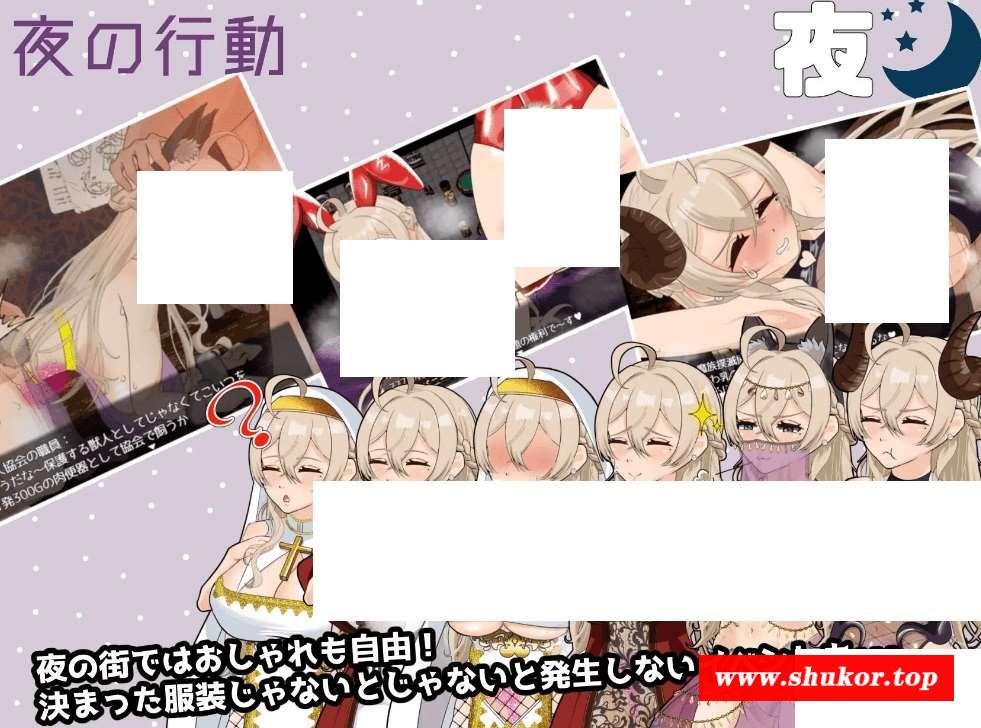 夜の行動
夜
協会の職員：
うだな～保護する獣人としてじゃなくてこいつを
発300Gの肉便器として協会で飼うか
の権利で～す♥
夜の街ではおしゃれも自由！
決まった服装じゃないとじゃないと発生しない
www.shukor.top